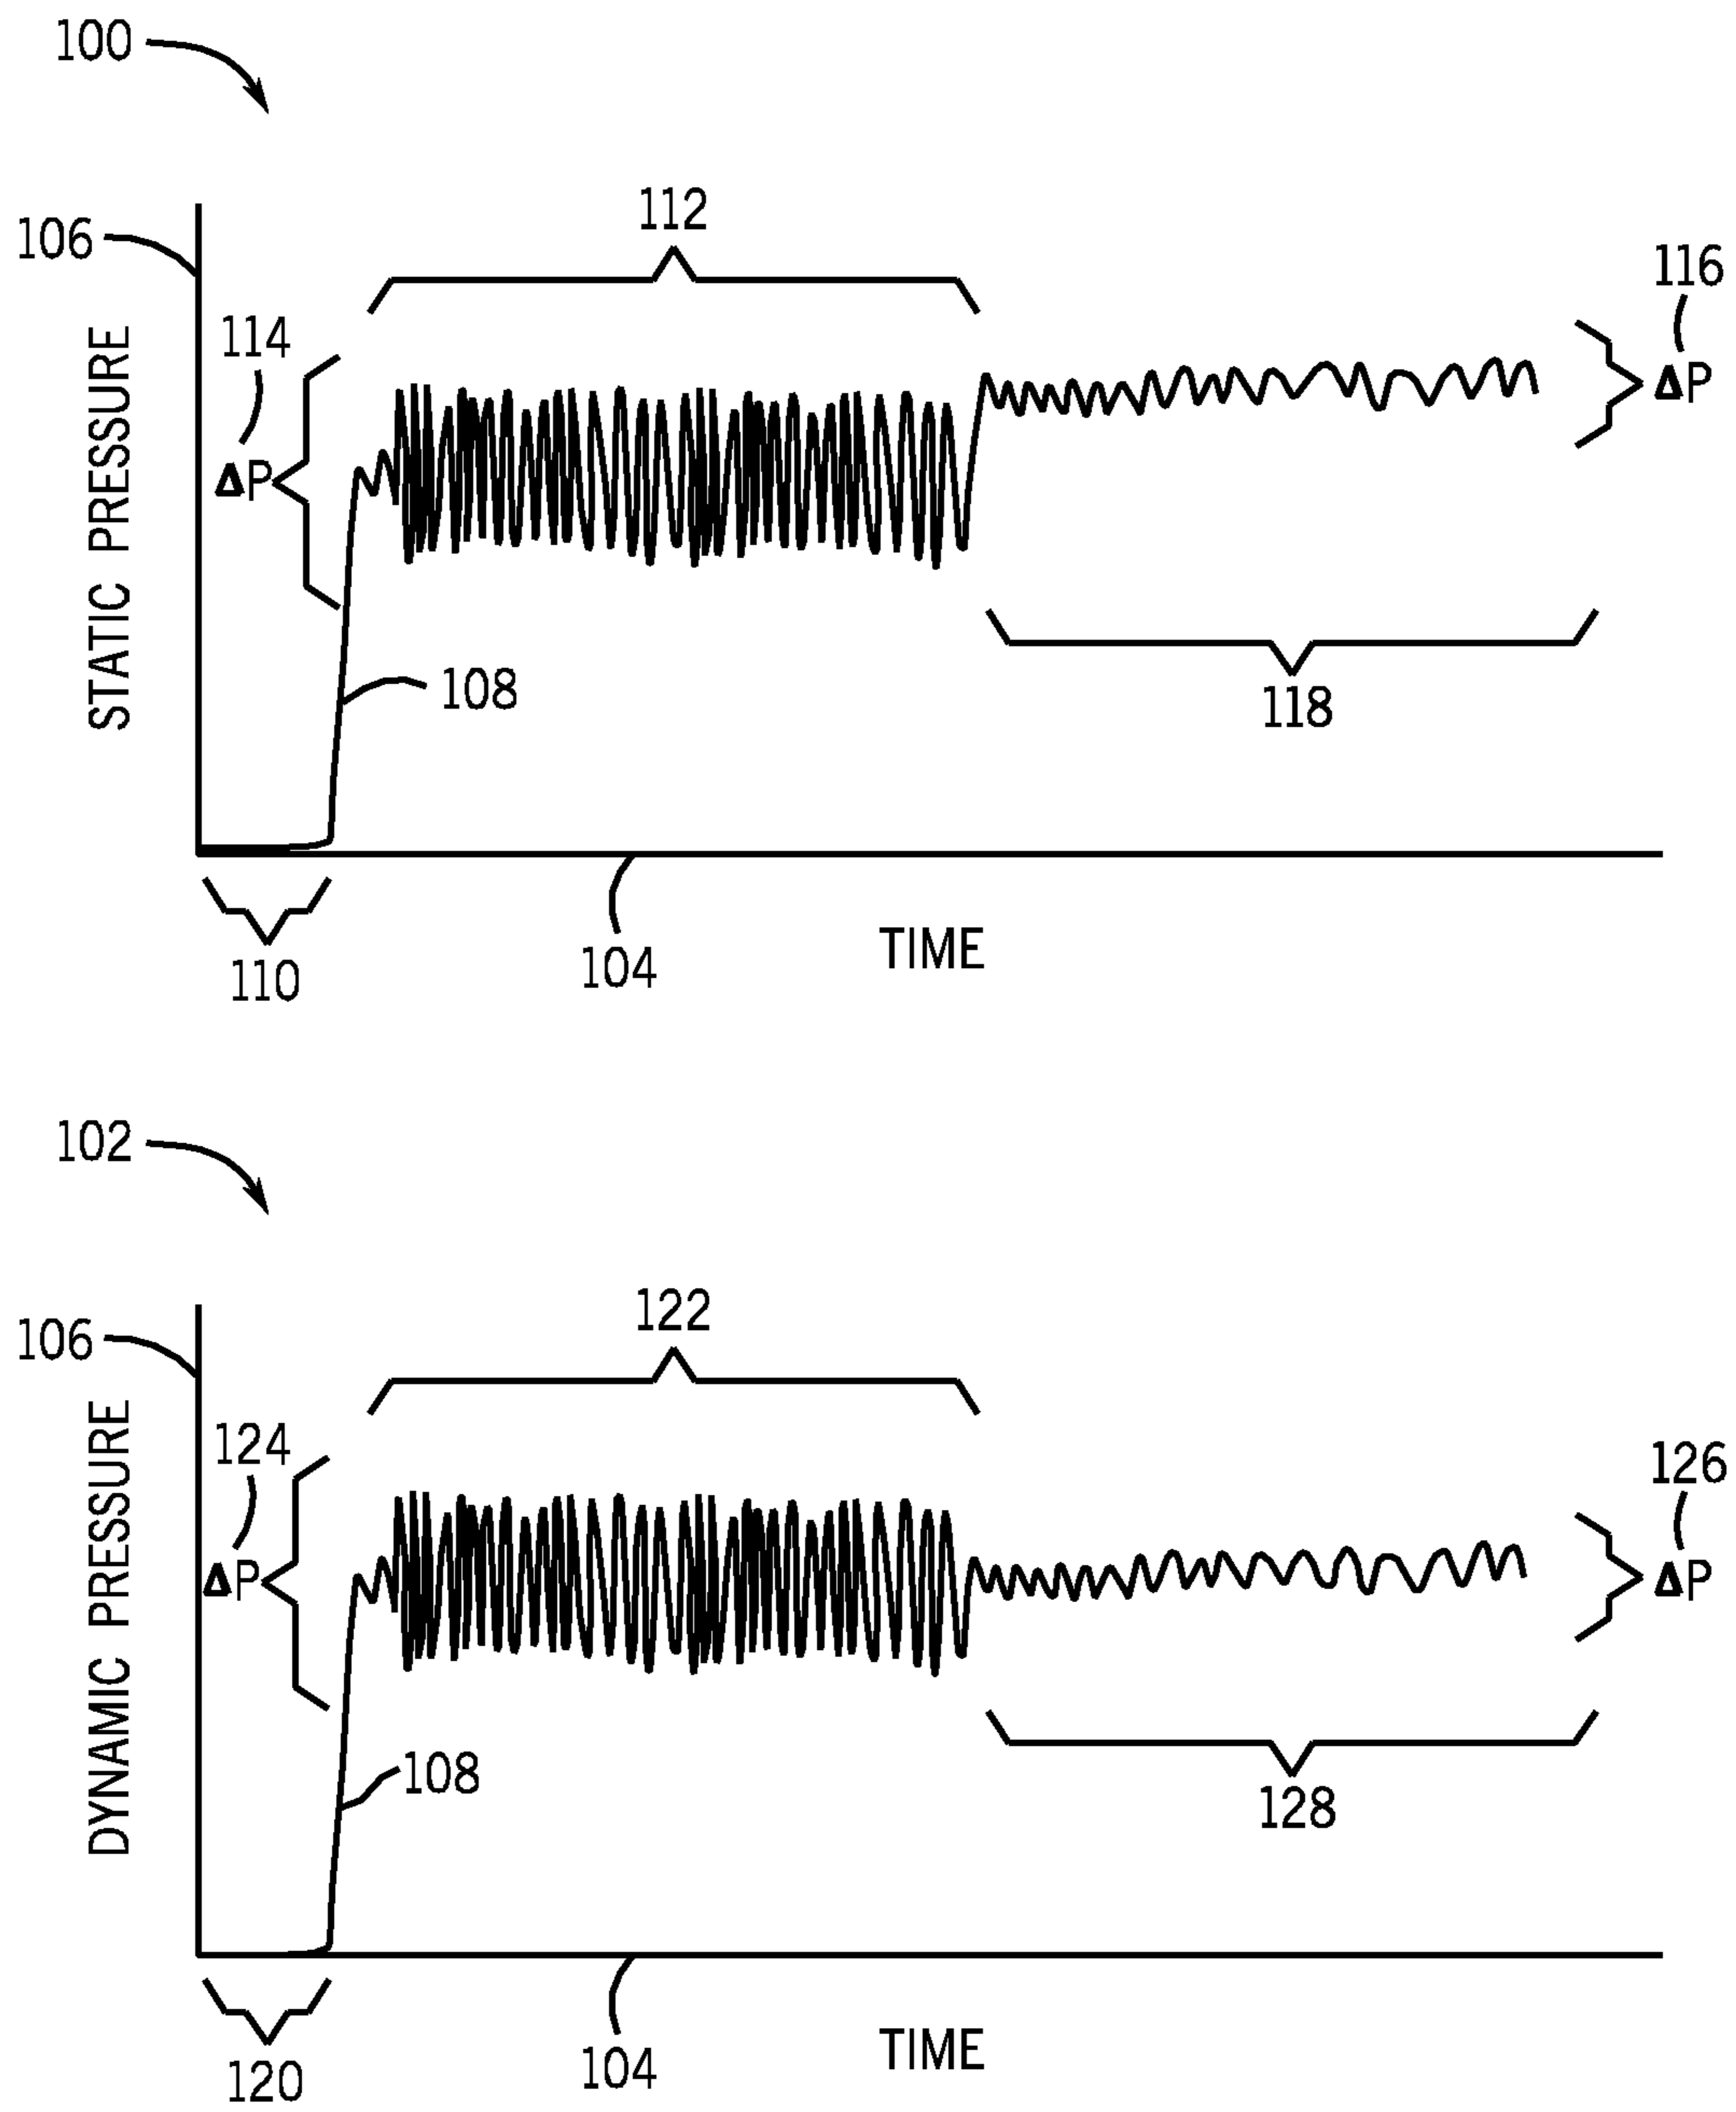 100
112
106
116
114
ΔP
ΔP
STATIC PRESSURE
108
118
TIME
104
110
102
122
106
124
126
ΔP
ΔP
DYNAMIC PRESSURE
108
128
TIME
104
120